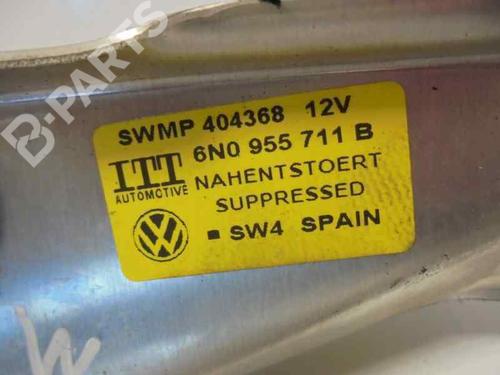 B-PARTS
SWMP 404368 12V
ITT 6N0 955 711 B
AUTOMOTIVE NAHENTSTOERT
SUPPRESSED
SW4 SPAIN